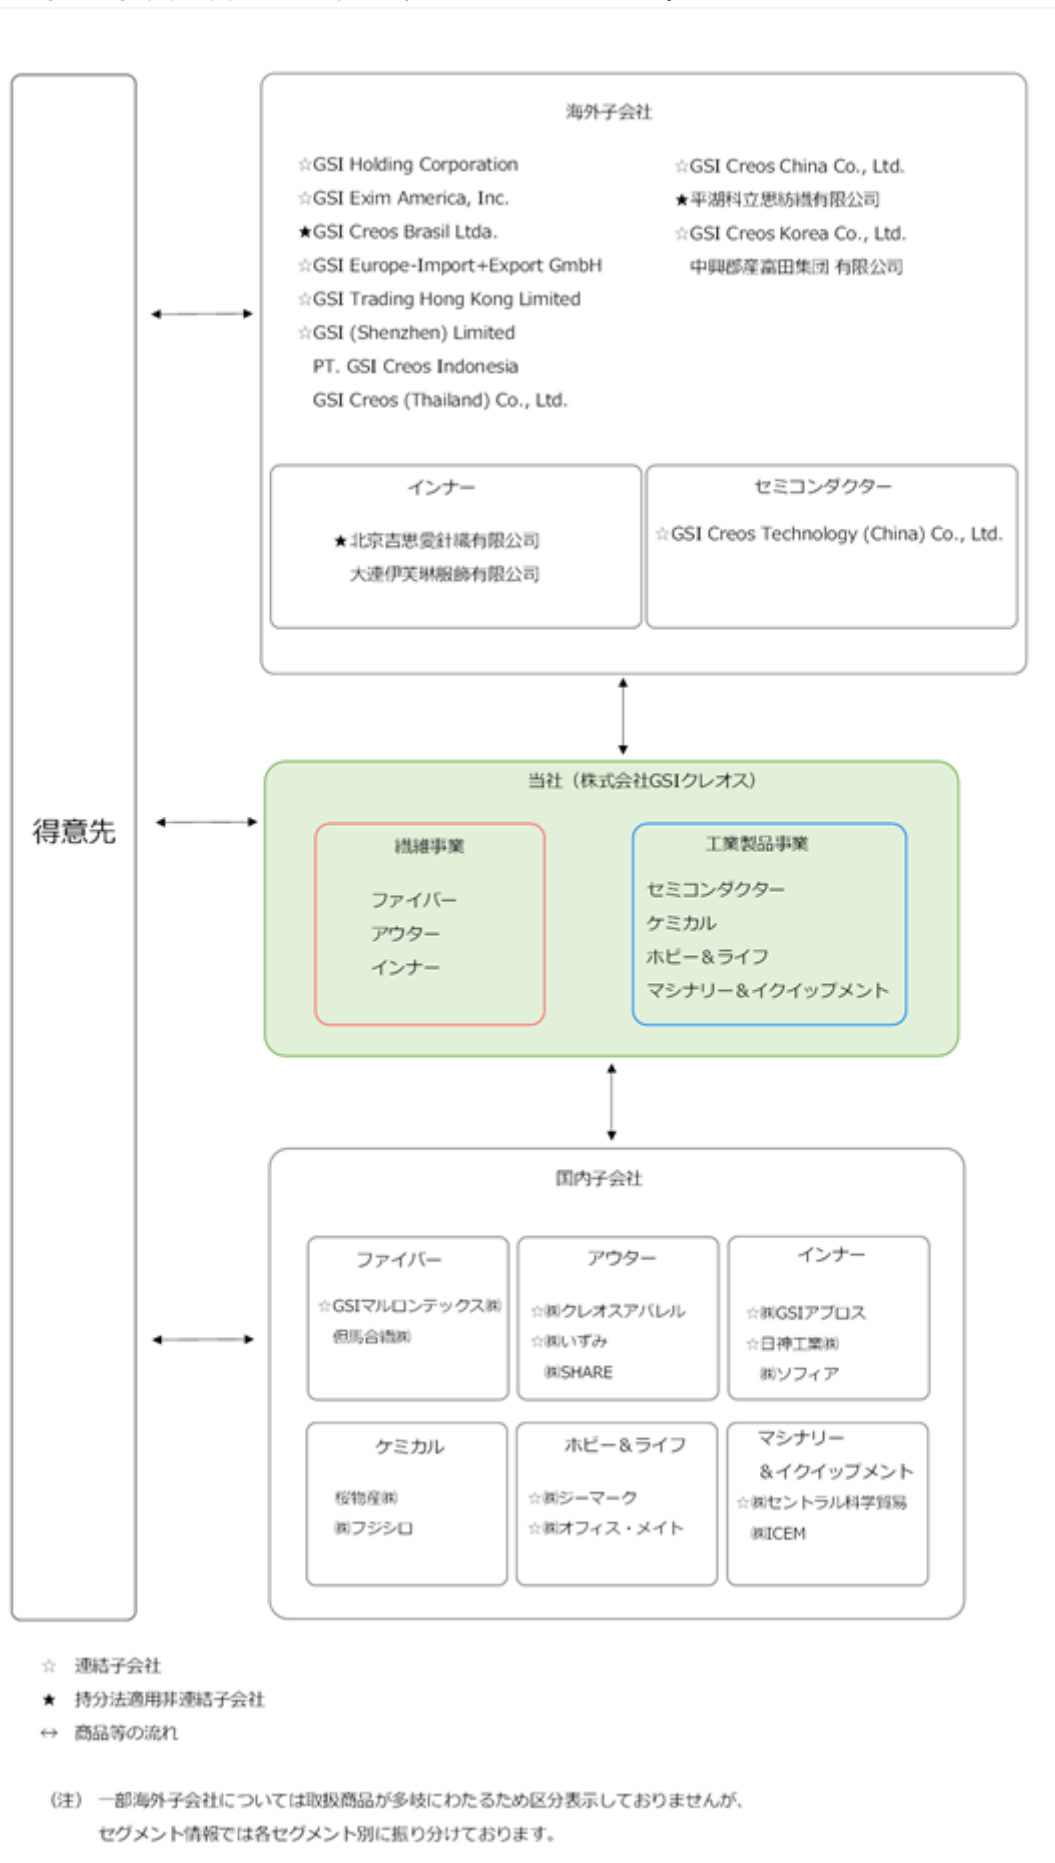 海外子会社
☆GSI Holding Corporation
☆GSI Exim America, Inc.
★GSI Creos Brasil Ltda.
☆GSI Europe-Import+Export GmbH
☆GSI Trading Hong Kong Limited
☆GSI (Shenzhen) Limited
PT. GSI Creos Indonesia
GSI Creos (Thailand) Co., Ltd.
☆GSI Creos China Co., Ltd.
★平湖科立思紡織有限公司
☆GSI Creos Korea Co., Ltd.
中興郡産富田集団 有限公司
インナー
★北京吉思愛針織有限公司
大連伊芙琳服飾有限公司
セミコンダクター
☆GSI Creos Technology (China) Co., Ltd.
得意先
当社（株式会社GSIクレオス）
繊維事業
ファイバー
アウター
インナー
工業製品事業
セミコンダクター
ケミカル
ホビー＆ライフ
マシナリー＆イクイップメント
国内子会社
ファイバー
☆GSIマルロンテックス㈱
但馬合繊㈱
アウター
☆㈱クレオスアパレル
☆㈱いずみ
㈱SHARE
インナー
☆㈱GSIアブロス
☆日神工業㈱
㈱ソフィア
ケミカル
桜物産㈱
㈱フジシロ
ホビー＆ライフ
☆㈱ジーマーク
☆㈱オフィス・メイト
マシナリー
＆イクイップメント
☆㈱セントラル科学貿易
㈱ICEM
☆ 連結子会社
★ 持分法適用非連結子会社
↔ 商品等の流れ
（注） 一部海外子会社については取扱商品が多岐にわたるため区分表示しておりませんが、
セグメント情報では各セグメント別に振り分けております。